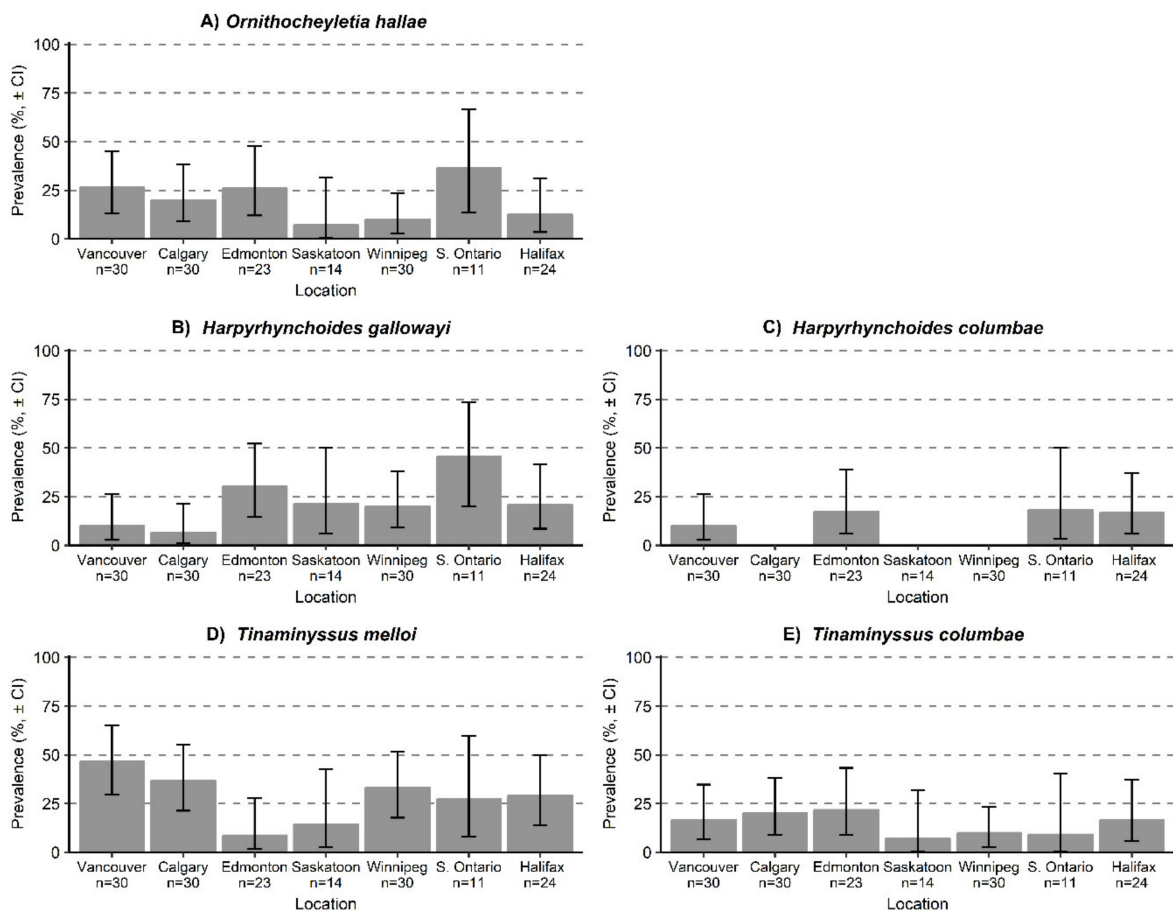 A) Ornithocheyletia hallae
100
75
50
25
0
Prevalence (%, ± CI)
Vancouver Calgary Edmonton Saskatoon Winnipeg S. Ontario Halifax
n=30 n=30 n=23 n=14 n=30 n=11 n=24
Location
B) Harpyrhynchoides gallowayi
100
75
50
25
0
Prevalence (%, ± CI)
Vancouver Calgary Edmonton Saskatoon Winnipeg S. Ontario Halifax
n=30 n=30 n=23 n=14 n=30 n=11 n=24
Location
C) Harpyrhynchoides columbae
100
75
50
25
0
Prevalence (%, ± CI)
Vancouver Calgary Edmonton Saskatoon Winnipeg S. Ontario Halifax
n=30 n=30 n=23 n=14 n=30 n=11 n=24
Location
D) Tinaminyssus melloi
100
75
50
25
0
Prevalence (%, ± CI)
Vancouver Calgary Edmonton Saskatoon Winnipeg S. Ontario Halifax
n=30 n=30 n=23 n=14 n=30 n=11 n=24
Location
E) Tinaminyssus columbae
100
75
50
25
0
Prevalence (%, ± CI)
Vancouver Calgary Edmonton Saskatoon Winnipeg S. Ontario Halifax
n=30 n=30 n=23 n=14 n=30 n=11 n=24
Location